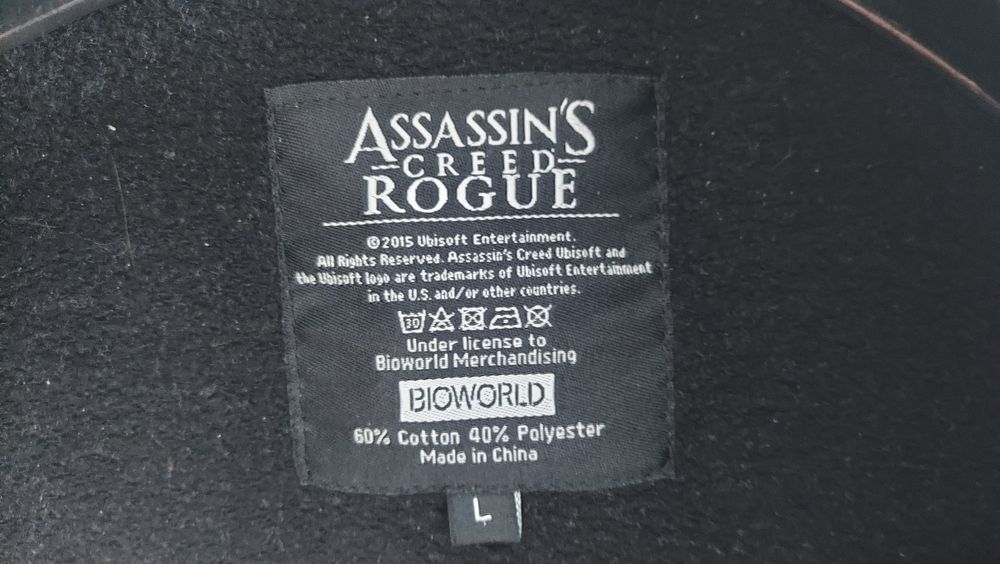 ASSASSIN'S
CREED
ROGUE
©2015 Ubisoft Entertainment.
All Rights Reserved. Assassin's Creed Ubisoft and
the Ubisoft logo are trademarks of Ubisoft Entertainment
in the U.S. and/or other countries.
30
Under license to
Bioworld Merchandising
BIOWORLD
60% Cotton 40% Polyester
Made in China
L